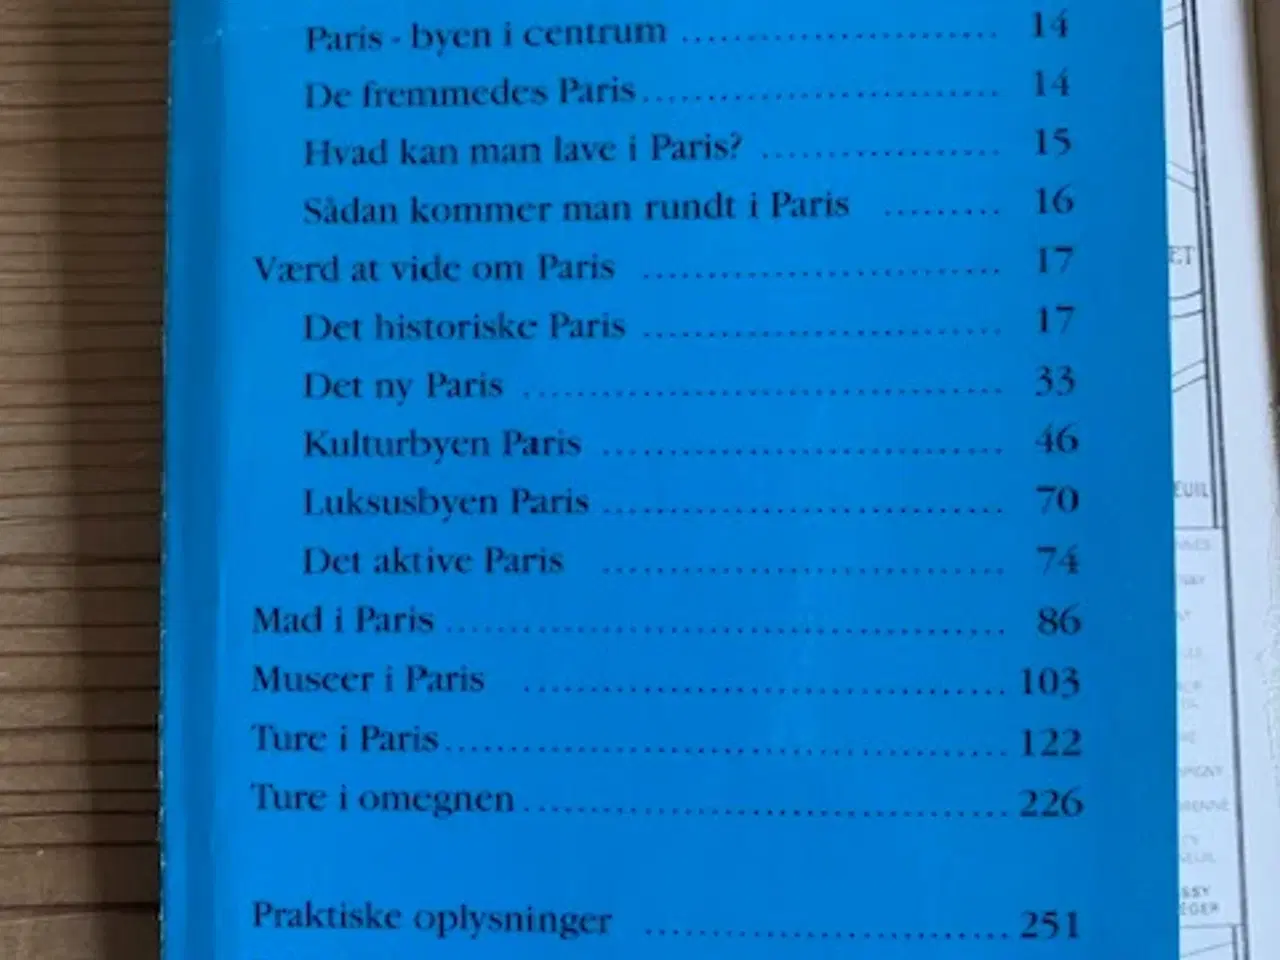 Paris - byen i centrum ........................ 14
De fremmedes Paris........................... 14
Hvad kan man lave i Paris? .................. 15
Sådan kommer man rundt i Paris ......... 16
Værd at vide om Paris ........................... 17
Det historiske Paris ........................... 17
Det ny Paris .................................... 33
Kulturbyen Paris .............................. 46
Luksusbyen Paris .............................. 70
Det aktive Paris .............................. 74
Mad i Paris .......................................... 86
Museer i Paris .................................... 103
Ture i Paris.......................................... 122
Ture i omegnen.................................... 226
Praktiske oplysninger ........................... 251